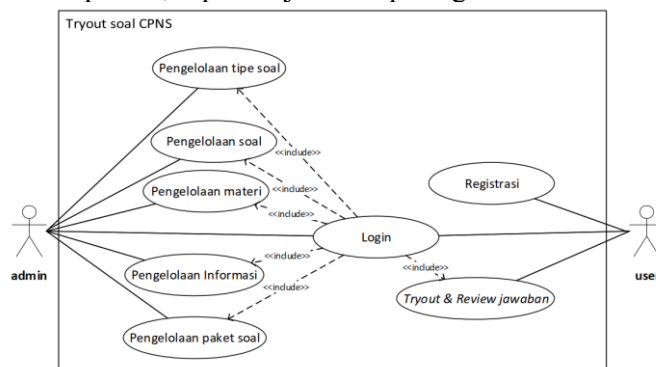 Tryout soal CPNS
Pengelolaan tipe soal
Pengelolaan soal
<<include>>
<<include>>
Pengelolaan materi
<<include>>
Registrasi
Login
admin
Pengelolaan Informasi
<<include>>
<<include>>
<<include>>
Tryout & Review jawaban
user
Pengelolaan paket soal